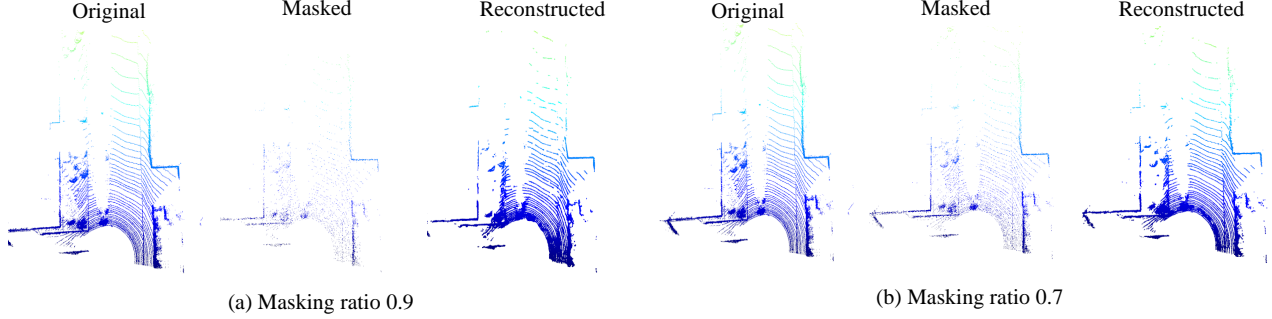 Original Masked Reconstructed Original Masked Reconstructed
(a) Masking ratio 0.9
(b) Masking ratio 0.7